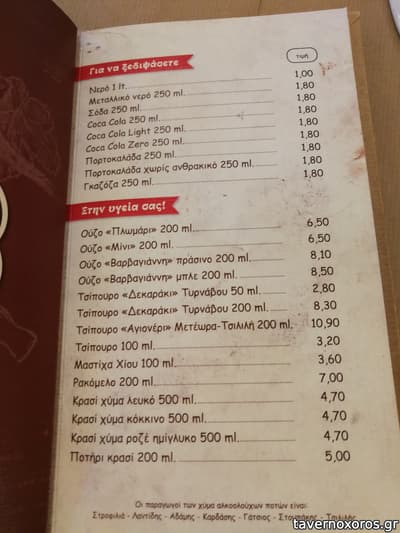 Για να ξεδιψάσετε
τιμή
Νερό 1 lt. 1,00
Μεταλλικό νερό 250 ml. 1,80
Σόδα 250 ml. 1,80
Coca Cola 250 ml. 1,80
Coca Cola Light 250 ml. 1,80
Coca Cola Zero 250 ml. 1,80
Πορτοκαλάδα 250 ml. 1,80
Πορτοκαλάδα χωρίς ανθρακικό 250 ml. 1,80
Γκαζόζα 250 ml. 1,80
Στην υγεία σας!
Ούζο «Πλωμάρι» 200 ml. 6,50
Ούζο «Μίνι» 200 ml. 6,50
Ούζο «Βαρβαγιάννη» πράσινο 200 ml. 8,10
Ούζο «Βαρβαγιάννη» μπλε 200 ml. 8,50
Τσίπουρο «Δεκαράκι» Τυρνάβου 50 ml. 2,80
Τσίπουρο «Δεκαράκι» Τυρνάβου 200 ml. 8,30
Τσίπουρο «Αγιονέρι» Μετέωρα-Τσιλιλή 200 ml. 10,90
Τσίπουρο 100 ml. 3,20
Μαστίχα Χίου 100 ml. 3,60
Ρακόμελο 200 ml. 7,00
Κρασί χύμα λευκό 500 ml. 4,70
Κρασί χύμα κόκκινο 500 ml. 4,70
Κρασί χύμα ροζέ ημίγλυκο 500 ml. 4,70
Ποτήρι κρασί 200 ml. 5,00
Οι παραγωγοί των χύμα αλκοολούχων ποτών είναι:
Στροφιλιά - Λαντίδης - Αδάμης - Καρδάσης - Γάτσιος - Στουπάκης - Τσιλιλής
tavernoxoros.gr